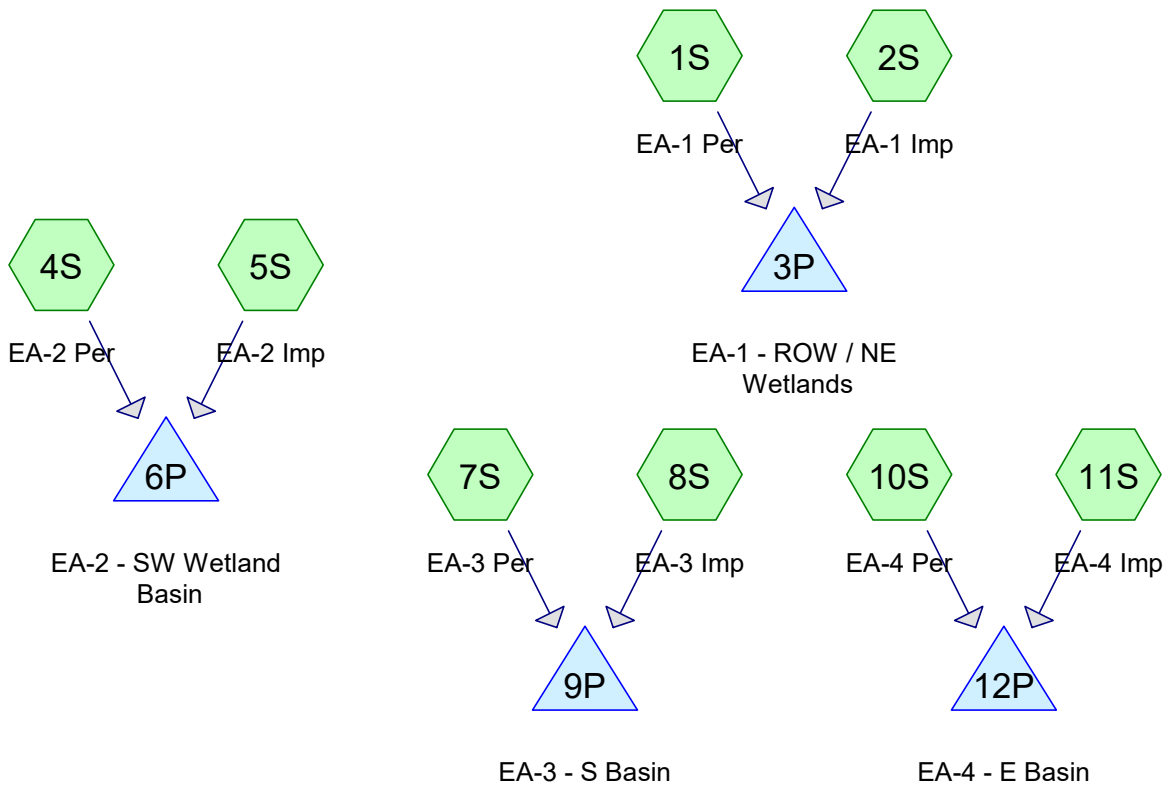 1S
2S
EA-1 Per
EA-1 Imp
3P
EA-1 - ROW / NE
Wetlands
4S
5S
EA-2 Per
EA-2 Imp
6P
EA-2 - SW Wetland
Basin
7S
8S
EA-3 Per
EA-3 Imp
9P
EA-3 - S Basin
10S
11S
EA-4 Per
EA-4 Imp
12P
EA-4 - E Basin